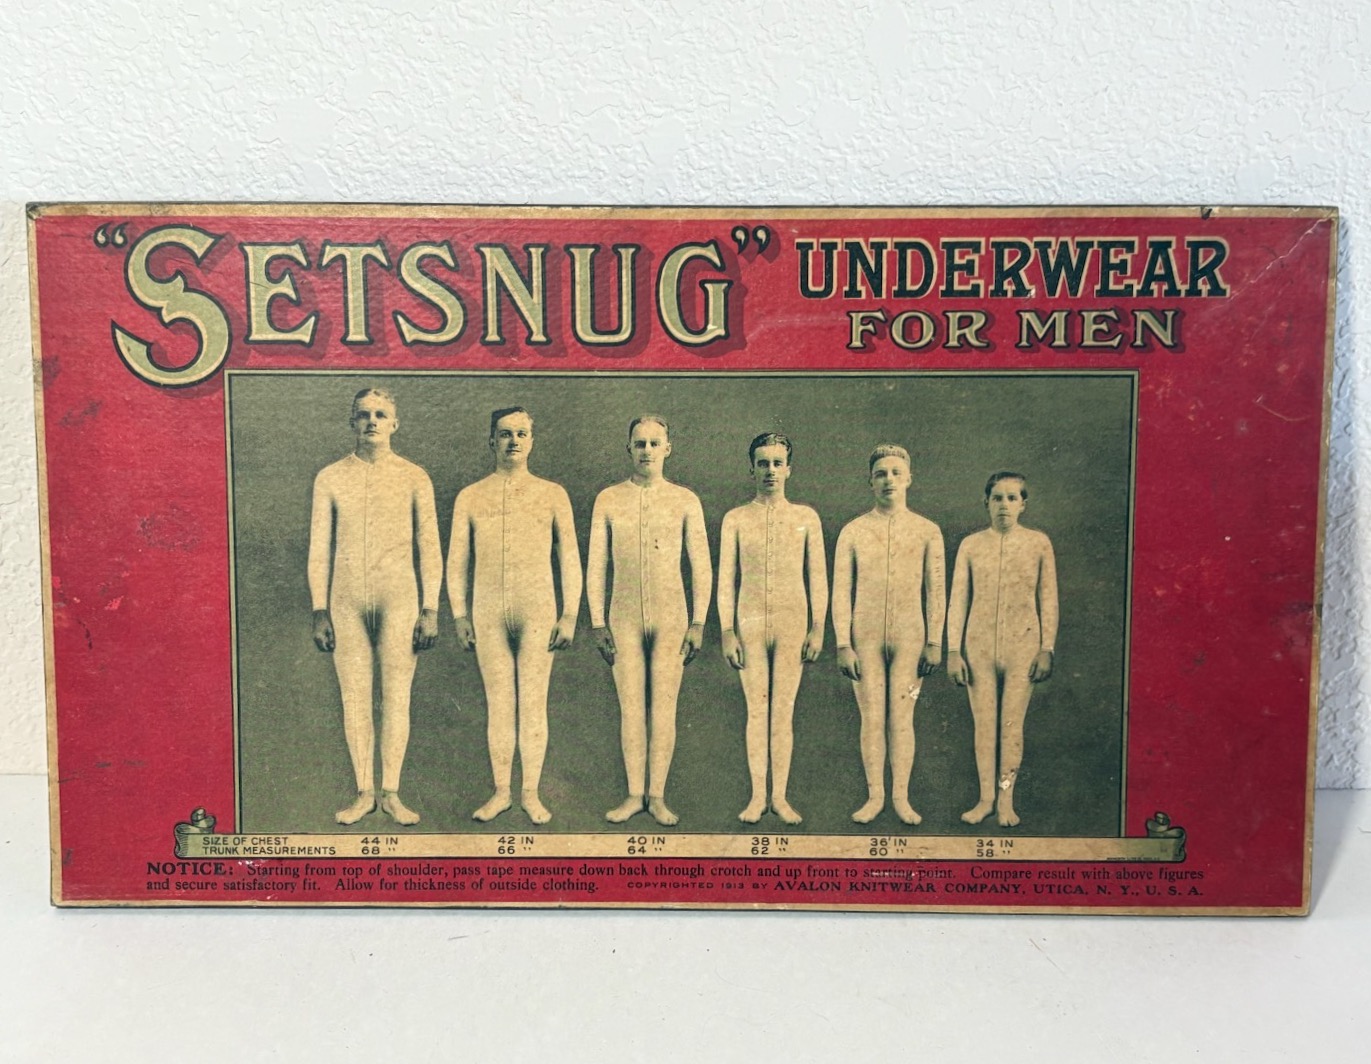 "SETSNUG" UNDERWEAR
FOR MEN
SIZE OF CHEST 44 IN 42 IN 40 IN 38 IN 36 IN 34 IN
TRUNK MEASUREMENTS 68 " 66 " 64 " 62 " 60 " 58 "
NOTICE: Starting from top of shoulder, pass tape measure down back through crotch and up front to starting point. Compare result with above figures
and secure satisfactory fit. Allow for thickness of outside clothing. COPYRIGHTED 1913 BY AVALON KNITWEAR COMPANY, UTICA, N. Y., U. S. A.